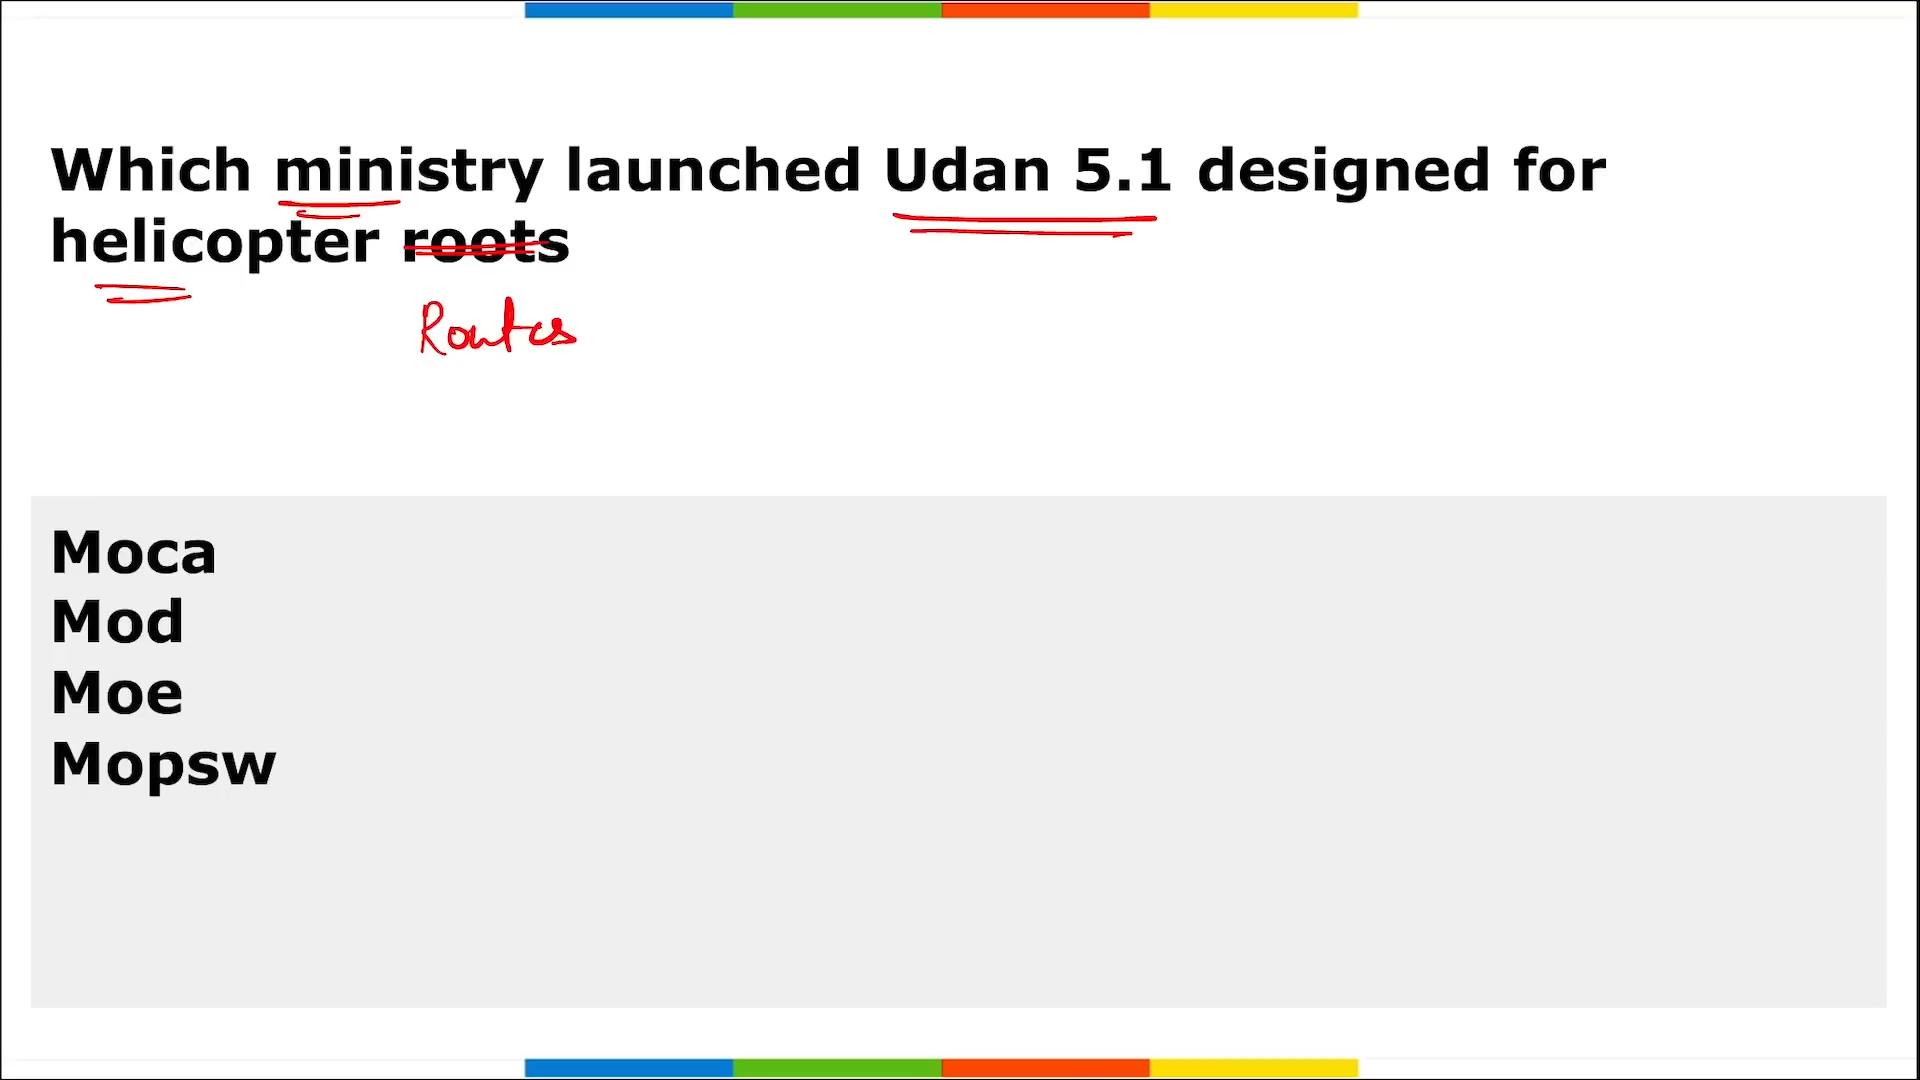 Which ministry launched Udan 5.1 designed for
helicopter roots
Routes
Moca
Mod
Moe
Mopsw